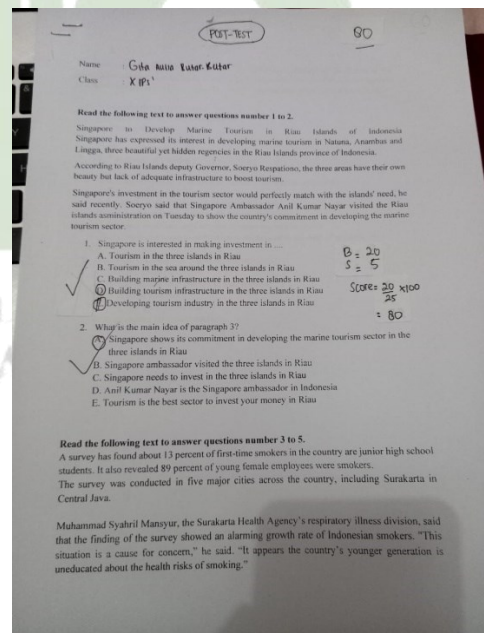 POST-TEST
80
Name : Gita Aulia Kutar-Kutar
Class : X IPS¹
Read the following text to answer questions number 1 to 2.
Singapore to Develop Marine Tourism in Riau Islands of Indonesia
Singapore has expressed its interest in developing marine tourism in Natuna, Anambas and
Lingga, three beautiful yet hidden regencies in the Riau Islands province of Indonesia.
According to Riau Islands deputy Governor, Soeryo Respationo, the three areas have their own
beauty but lack of adequate infrastructure to boost tourism.
Singapore's investment in the tourism sector would perfectly match with the islands' need, he
said recently. Soeryo said that Singapore Ambassador Anil Kumar Nayar visited the Riau
islands asministration on Tuesday to show the country's commitment in developing the marine
tourism sector.
1. Singapore is interested in making investment in ....
A. Tourism in the three islands in Riau
B. Tourism in the sea around the three islands in Riau
C. Building marine infrastructure in the three islands in Riau
D. Building tourism infrastructure in the three islands in Riau
E. Developing tourism industry in the three islands in Riau
B = 20
S = 5
Score = 20/25 x100
= 80
2. What is the main idea of paragraph 3?
A. Singapore shows its commitment in developing the marine tourism sector in the
three islands in Riau
B. Singapore ambassador visited the three islands in Riau
C. Singapore needs to invest in the three islands in Riau
D. Anil Kumar Nayar is the Singapore ambassador in Indonesia
E. Tourism is the best sector to invest your money in Riau
Read the following text to answer questions number 3 to 5.
A survey has found about 13 percent of first-time smokers in the country are junior high school
students. It also revealed 89 percent of young female employees were smokers.
The survey was conducted in five major cities across the country, including Surakarta in
Central Java.
Muhammad Syahril Mansyur, the Surakarta Health Agency's respiratory illness division, said
that the finding of the survey showed an alarming growth rate of Indonesian smokers. "This
situation is a cause for concern," he said. "It appears the country's younger generation is
uneducated about the health risks of smoking."